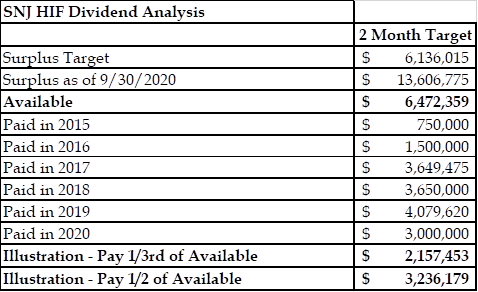 SNJ HIF Dividend Analysis
2 Month Target
Surplus Target $ 6,136,015
Surplus as of 9/30/2020 $ 13,606,775
Available $ 6,472,359
Paid in 2015 $ 750,000
Paid in 2016 $ 1,500,000
Paid in 2017 $ 3,649,475
Paid in 2018 $ 3,650,000
Paid in 2019 $ 4,079,620
Paid in 2020 $ 3,000,000
Illustration - Pay 1/3rd of Available $ 2,157,453
Illustration - Pay 1/2 of Available $ 3,236,179